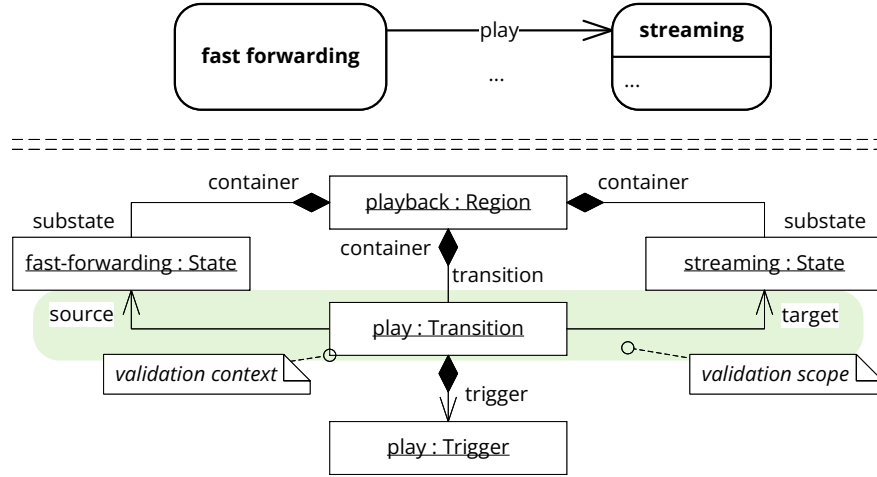 fast forwarding
play
streaming
...
...
container
playback : Region
container
substate
substate
fast-forwarding : State
container
streaming : State
transition
source
play : Transition
target
validation context
validation scope
trigger
play : Trigger